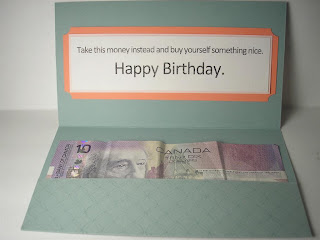 Take this money instead and buy yourself something nice.
Happy Birthday.
10
CANADA